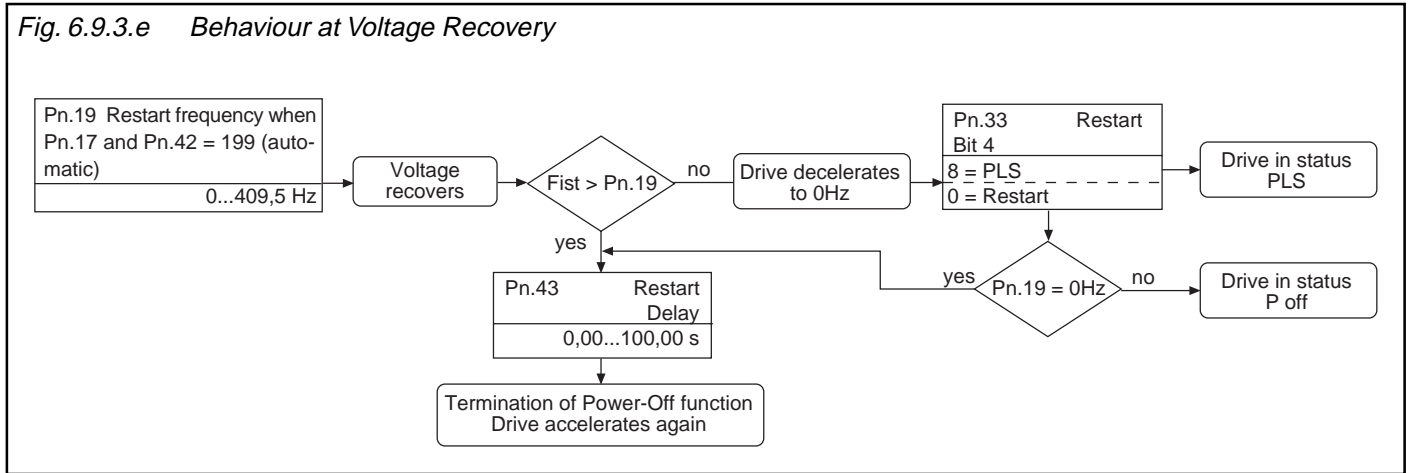 Fig. 6.9.3.e Behaviour at Voltage Recovery
Pn.19 Restart frequency when
Pn.17 and Pn.42 = 199 (auto-
matic)
0...409,5 Hz
Voltage
recovers
Fist > Pn.19
no
yes
Drive decelerates
to 0Hz
Pn.33 Restart
Bit 4
8 = PLS
0 = Restart
Drive in status
PLS
Pn.19 = 0Hz
yes
no
Drive in status
P off
Pn.43 Restart
Delay
0,00...100,00 s
Termination of Power-Off function
Drive accelerates again